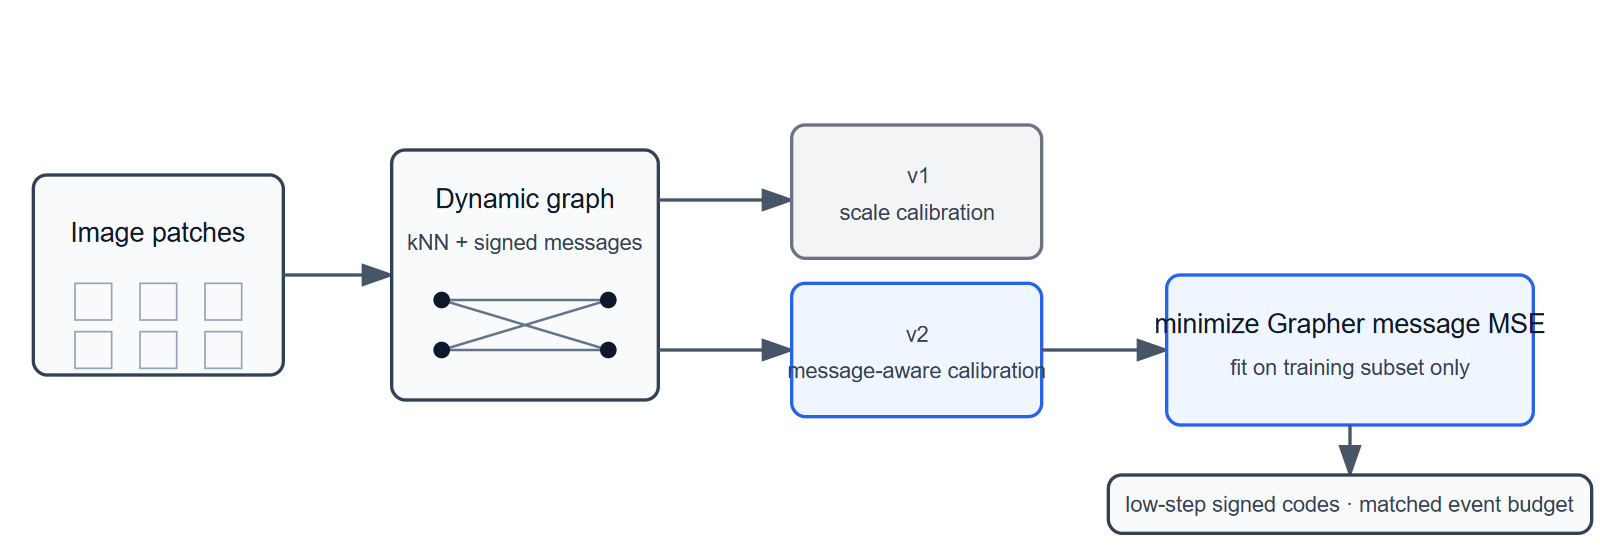 Image patches
Dynamic graph
kNN + signed messages
v1
scale calibration
v2
message-aware calibration
minimize Grapher message MSE
fit on training subset only
low-step signed codes · matched event budget